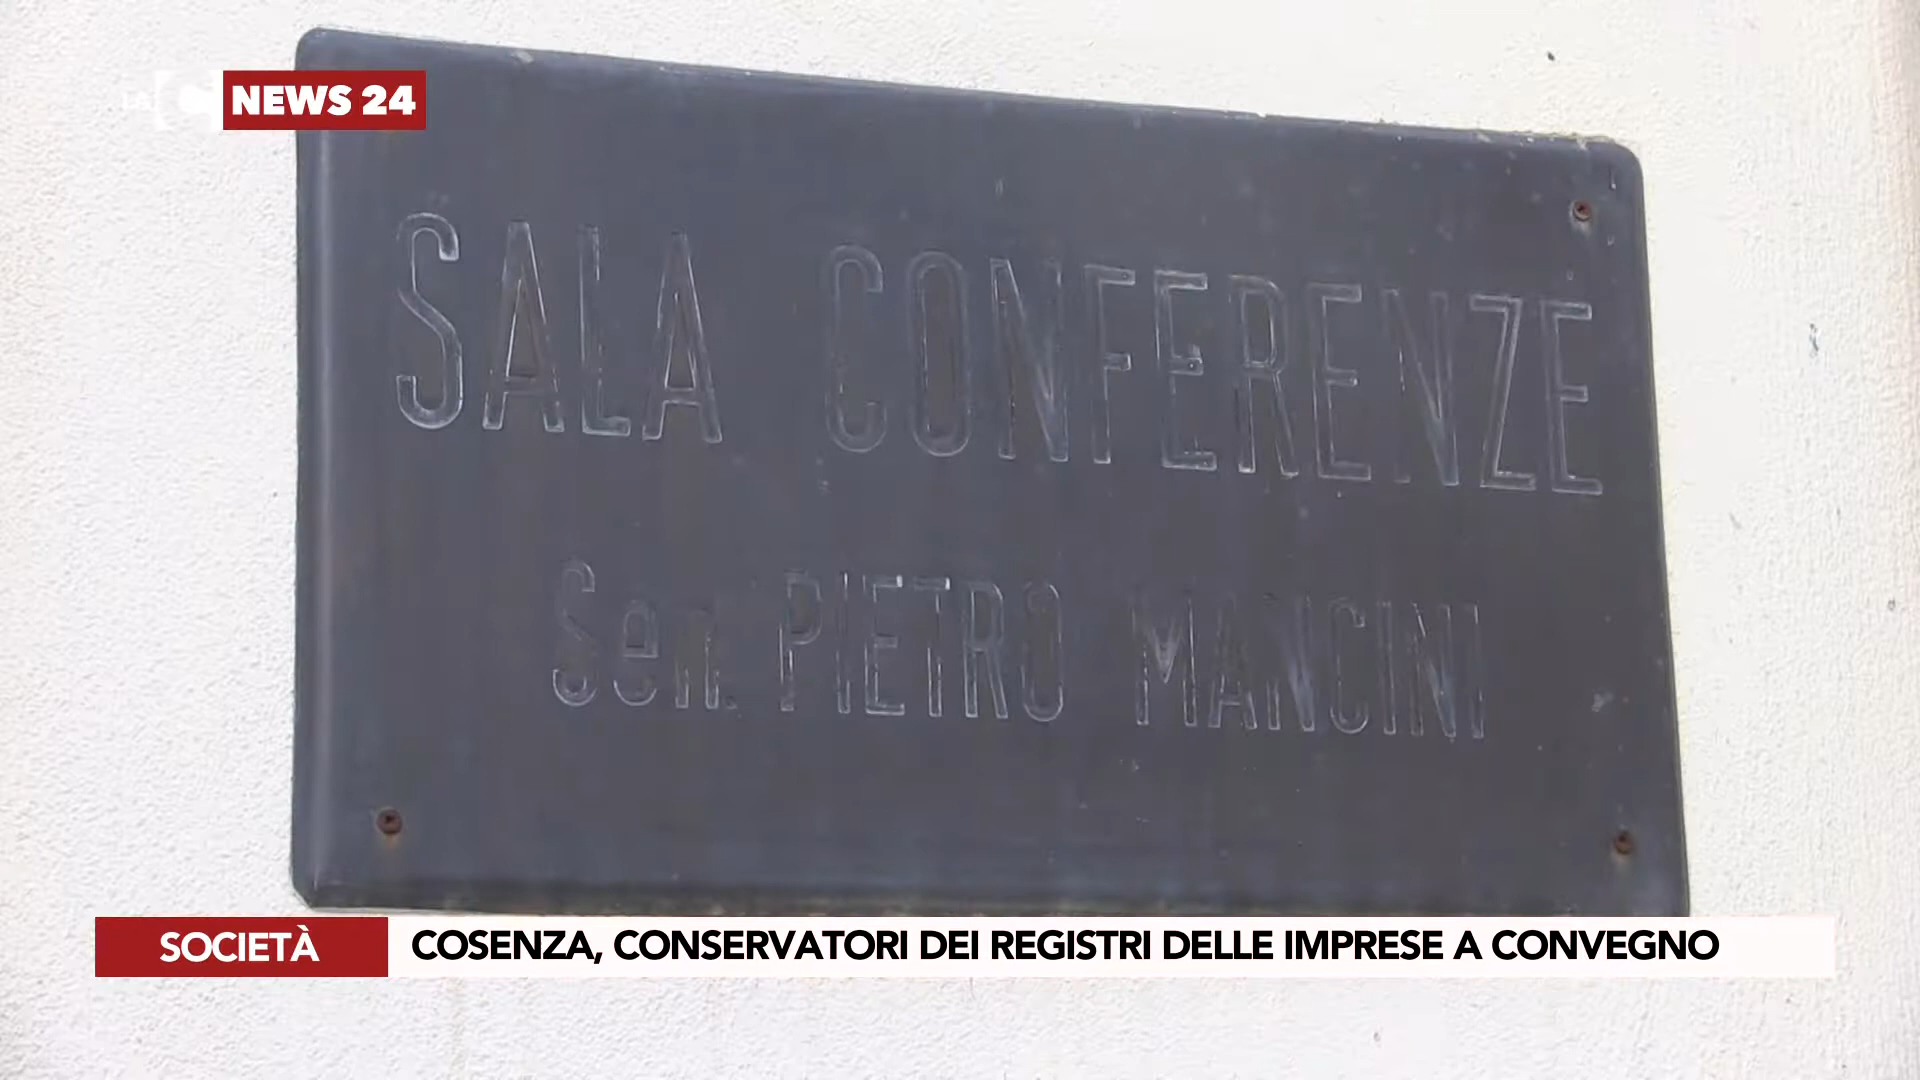 NEWS 24
SALA CONFERENZE
Sen. PIETRO MANCINI
SOCIETÀ
COSENZA, CONSERVATORI DEI REGISTRI DELLE IMPRESE A CONVEGNO